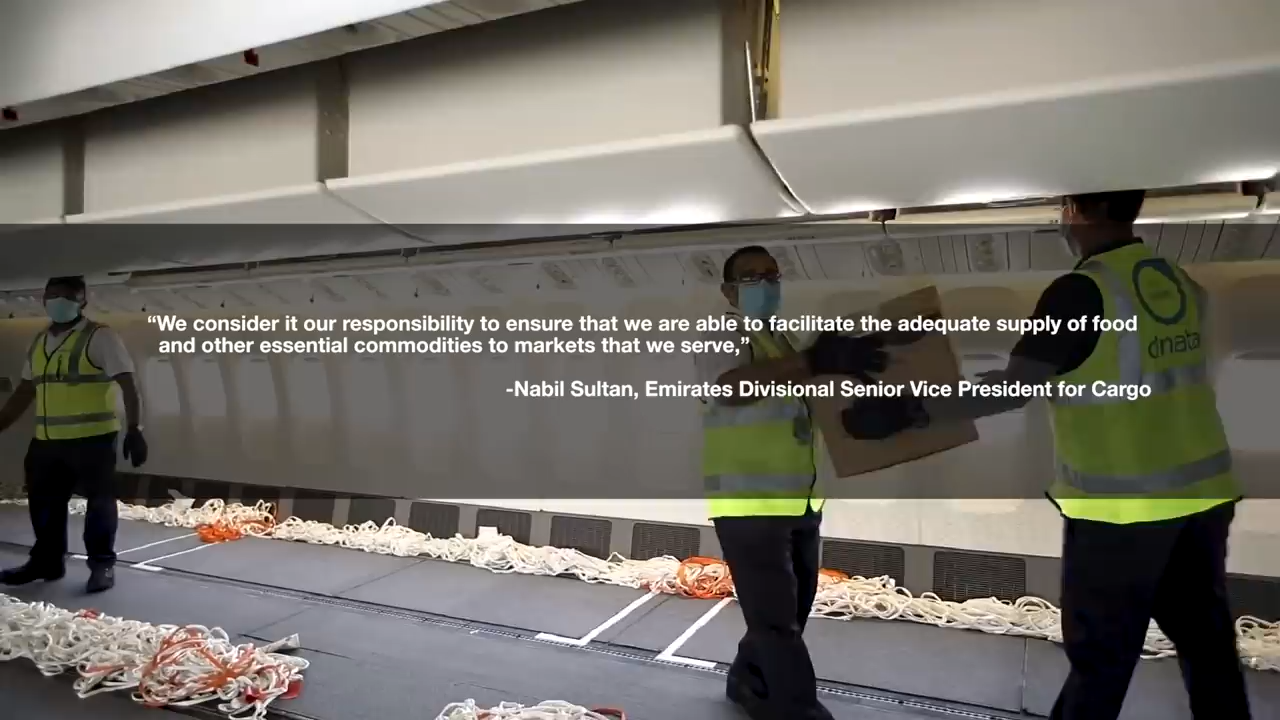 “We consider it our responsibility to ensure that we are able to facilitate the adequate supply of food
and other essential commodities to markets that we serve,”
-Nabil Sultan, Emirates Divisional Senior Vice President for Cargo
dnata